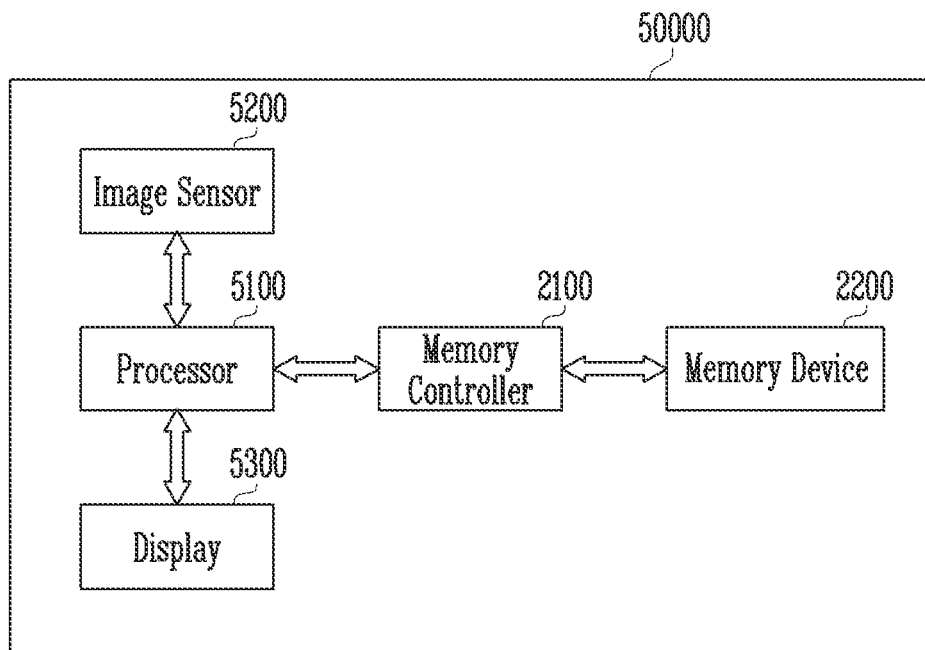 50000
5200
Image Sensor
5100
2100
2200
Processor
Memory
Controller
Memory Device
5300
Display